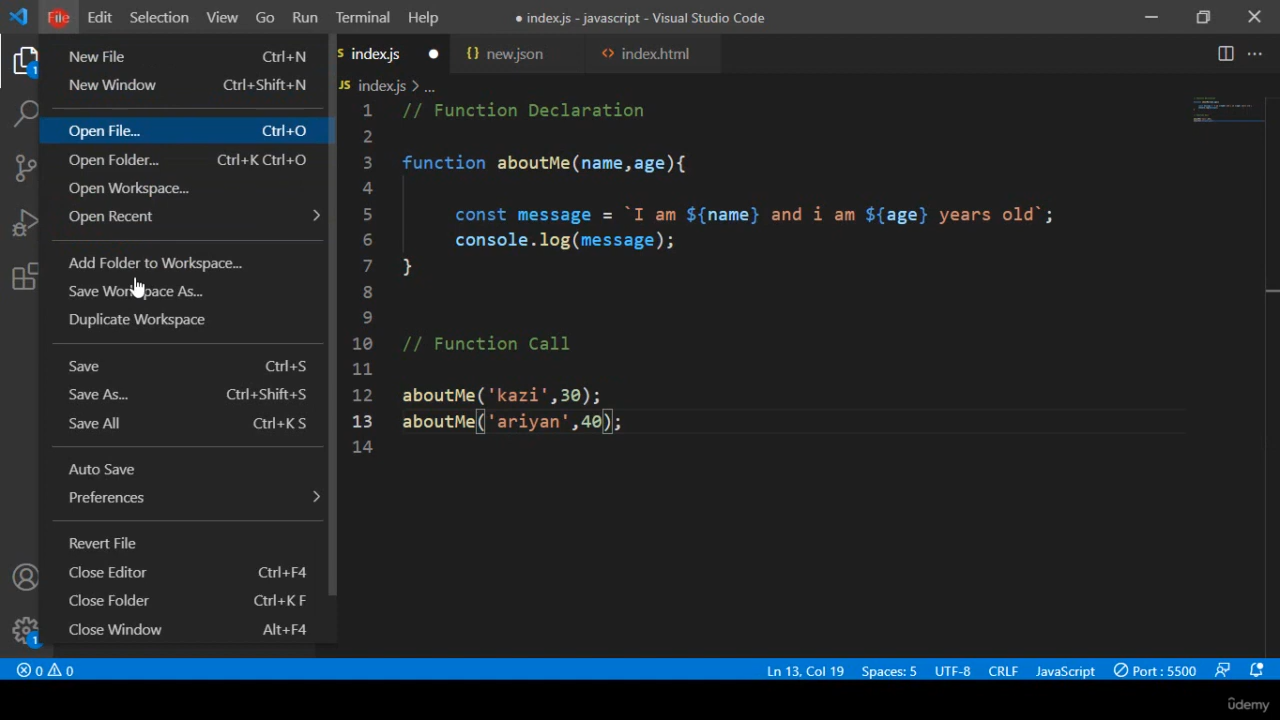 File Edit Selection View Go Run Terminal Help ● index.js - javascript - Visual Studio Code
New File Ctrl+N
New Window Ctrl+Shift+N
Open File... Ctrl+O
Open Folder... Ctrl+K Ctrl+O
Open Workspace...
Open Recent
Add Folder to Workspace...
Save Workspace As...
Duplicate Workspace
Save Ctrl+S
Save As... Ctrl+Shift+S
Save All Ctrl+K S
Auto Save
Preferences
Revert File
Close Editor Ctrl+F4
Close Folder Ctrl+K F
Close Window Alt+F4
1
1
S index.js ● {} new.json <> index.html
JS index.js > ...
1 // Function Declaration
2
3 function aboutMe(name,age){
4
5 const message = `I am ${name} and i am ${age} years old`;
6 console.log(message);
7 }
8
9
10 // Function Call
11
12 aboutMe('kazi',30);
13 aboutMe('ariyan',40);
14
0 0 Ln 13, Col 19 Spaces: 5 UTF-8 CRLF JavaScript Port : 5500
ûdemy